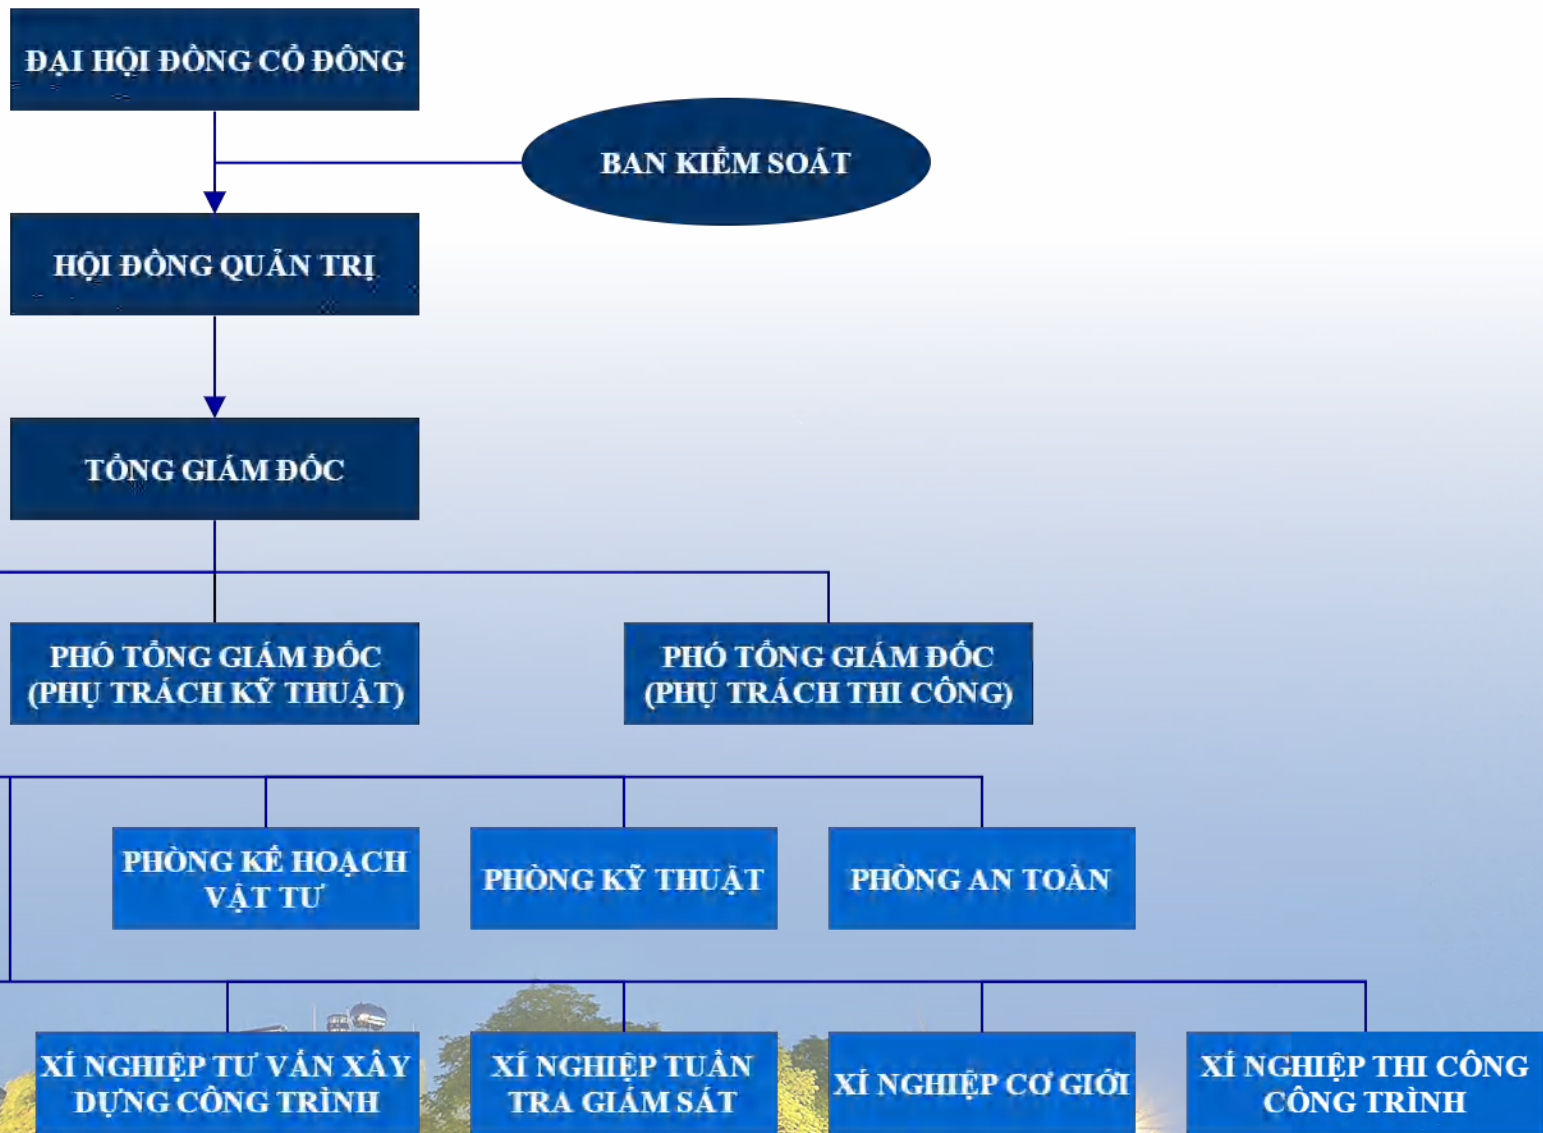 ĐẠI HỘI ĐỒNG CỔ ĐÔNG
BAN KIỂM SOÁT
HỘI ĐỒNG QUẢN TRỊ
TỔNG GIÁM ĐỐC
PHÓ TỔNG GIÁM ĐỐC
(PHỤ TRÁCH KỸ THUẬT)
PHÓ TỔNG GIÁM ĐỐC
(PHỤ TRÁCH THI CÔNG)
PHÒNG KẾ HOẠCH
VẬT TƯ
PHÒNG KỸ THUẬT
PHÒNG AN TOÀN
XÍ NGHIỆP TƯ VẤN XÂY
DỰNG CÔNG TRÌNH
XÍ NGHIỆP TUẦN
TRA GIÁM SÁT
XÍ NGHIỆP CƠ GIỚI
XÍ NGHIỆP THI CÔNG
CÔNG TRÌNH